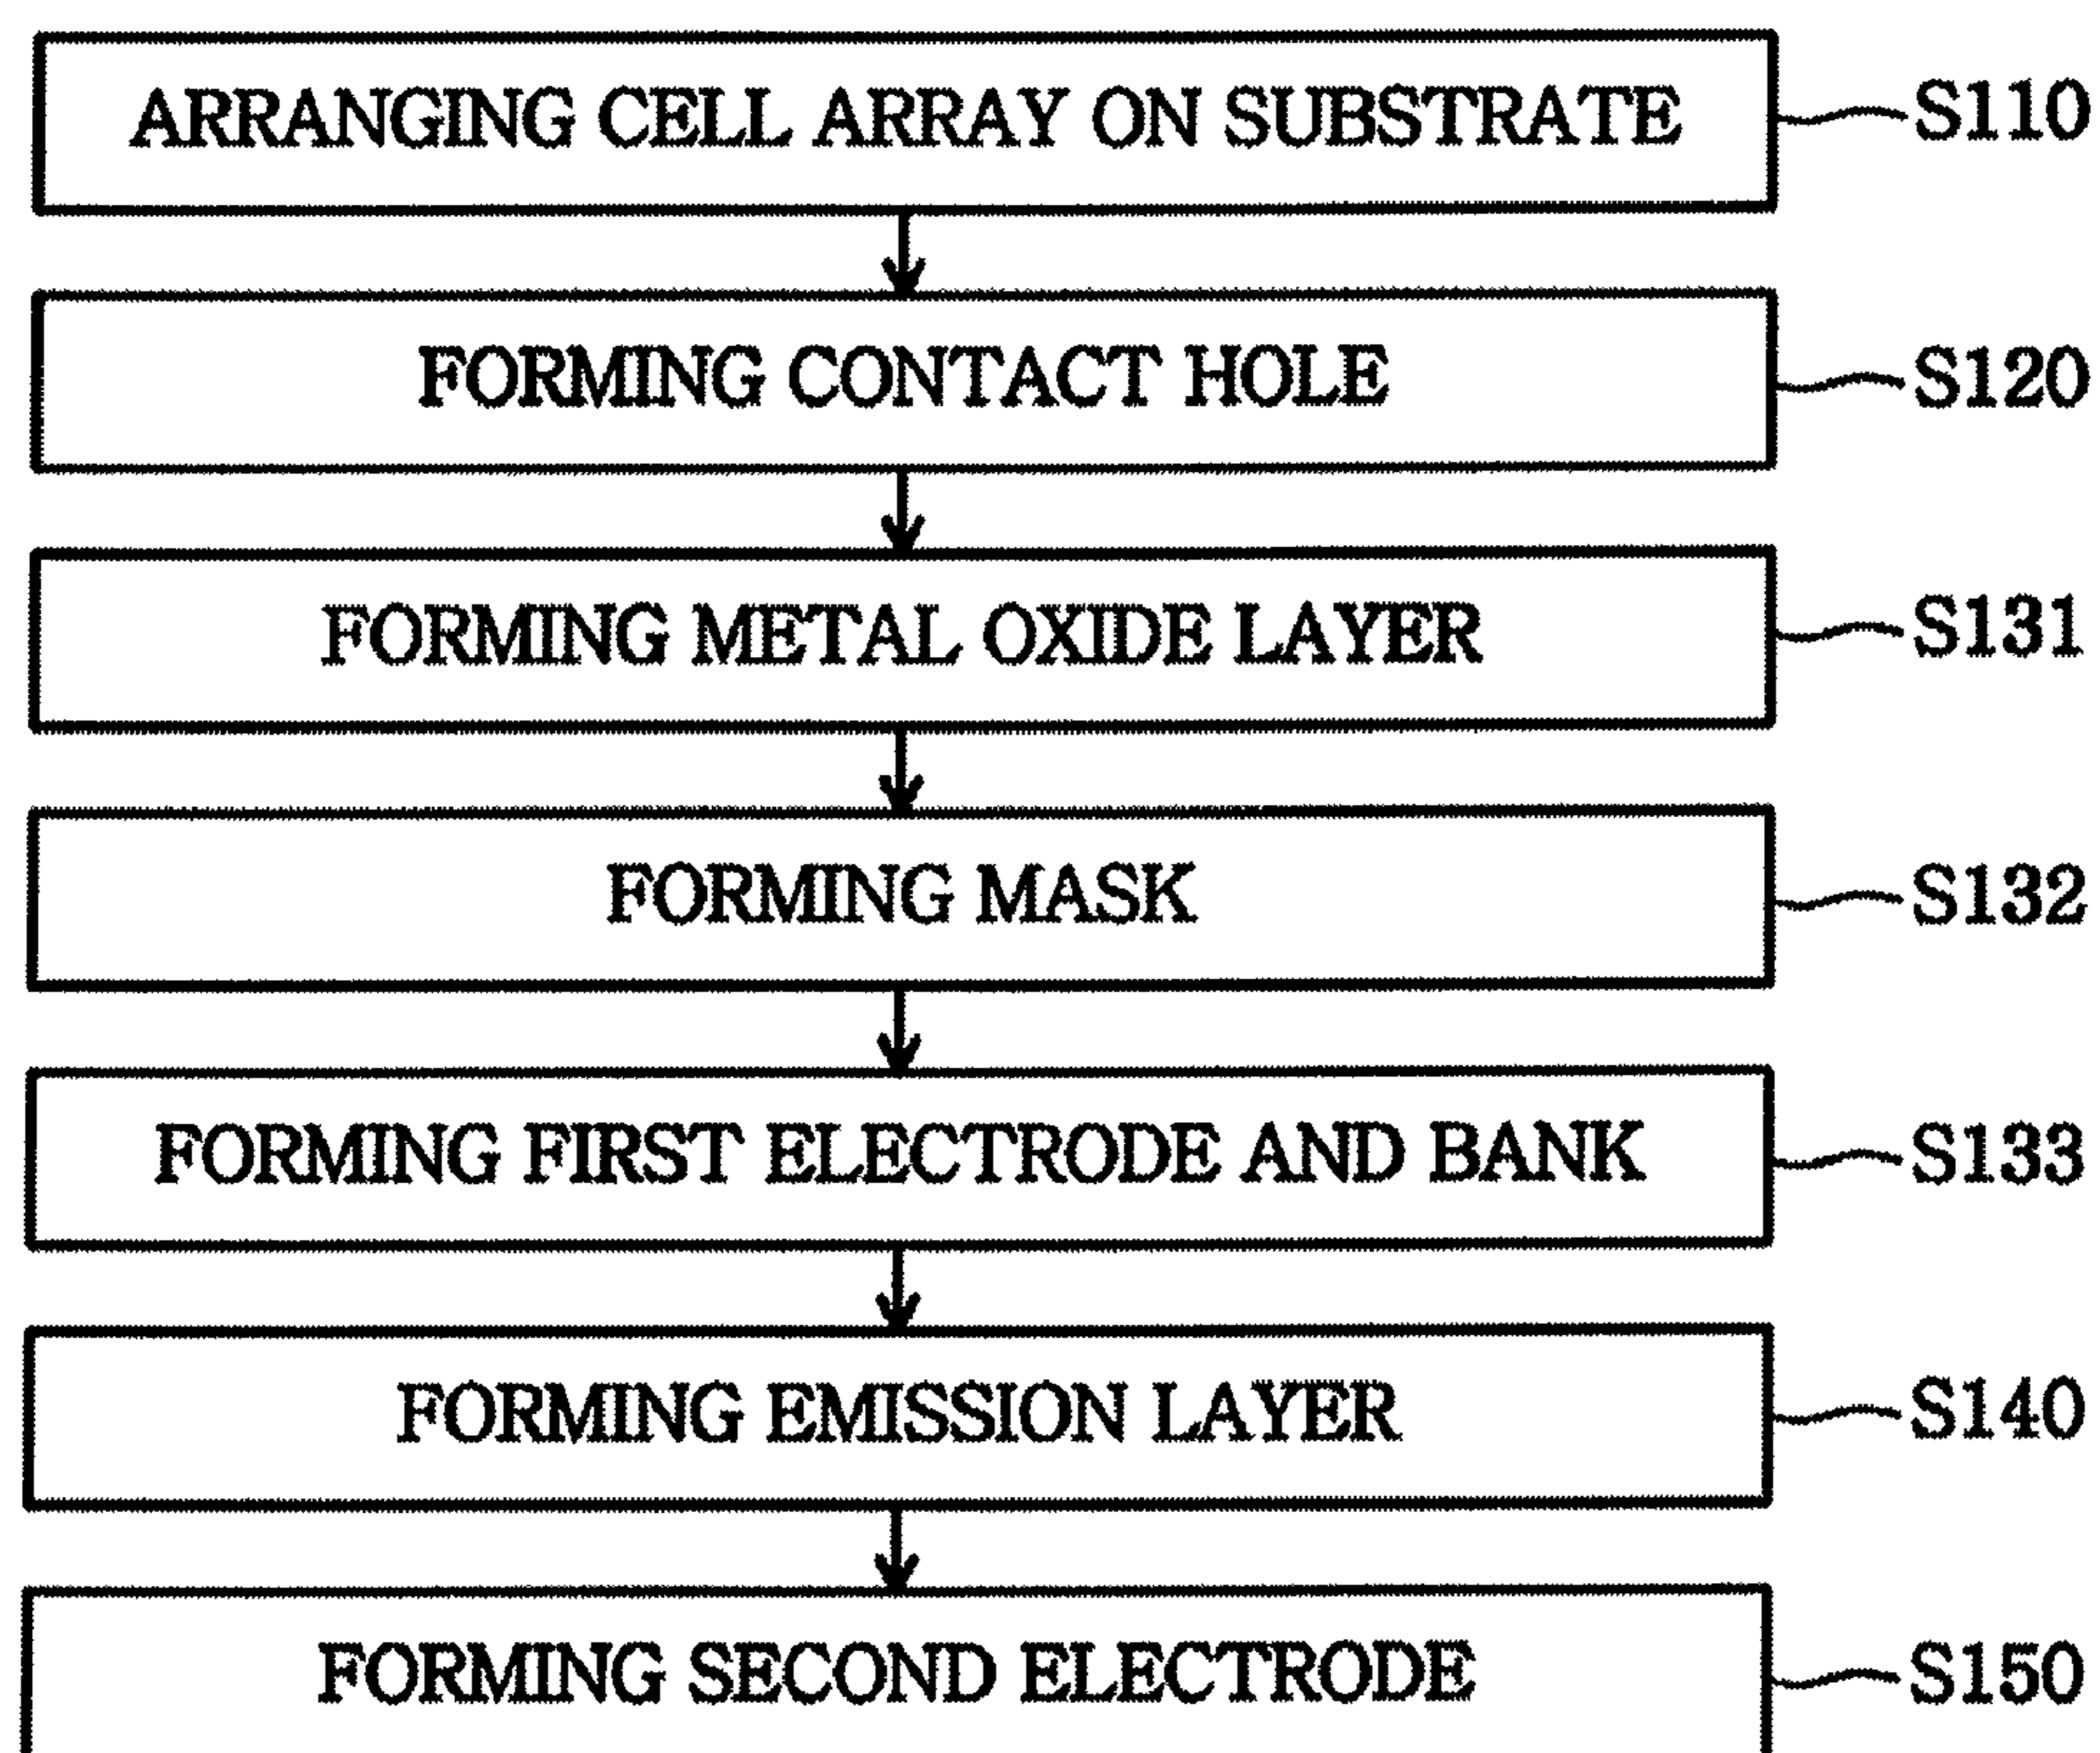 ARRANGING CELL ARRAY ON SUBSTRATE S110
FORMING CONTACT HOLE S120
FORMING METAL OXIDE LAYER S131
FORMING MASK S132
FORMING FIRST ELECTRODE AND BANK S133
FORMING EMISSION LAYER S140
FORMING SECOND ELECTRODE S150